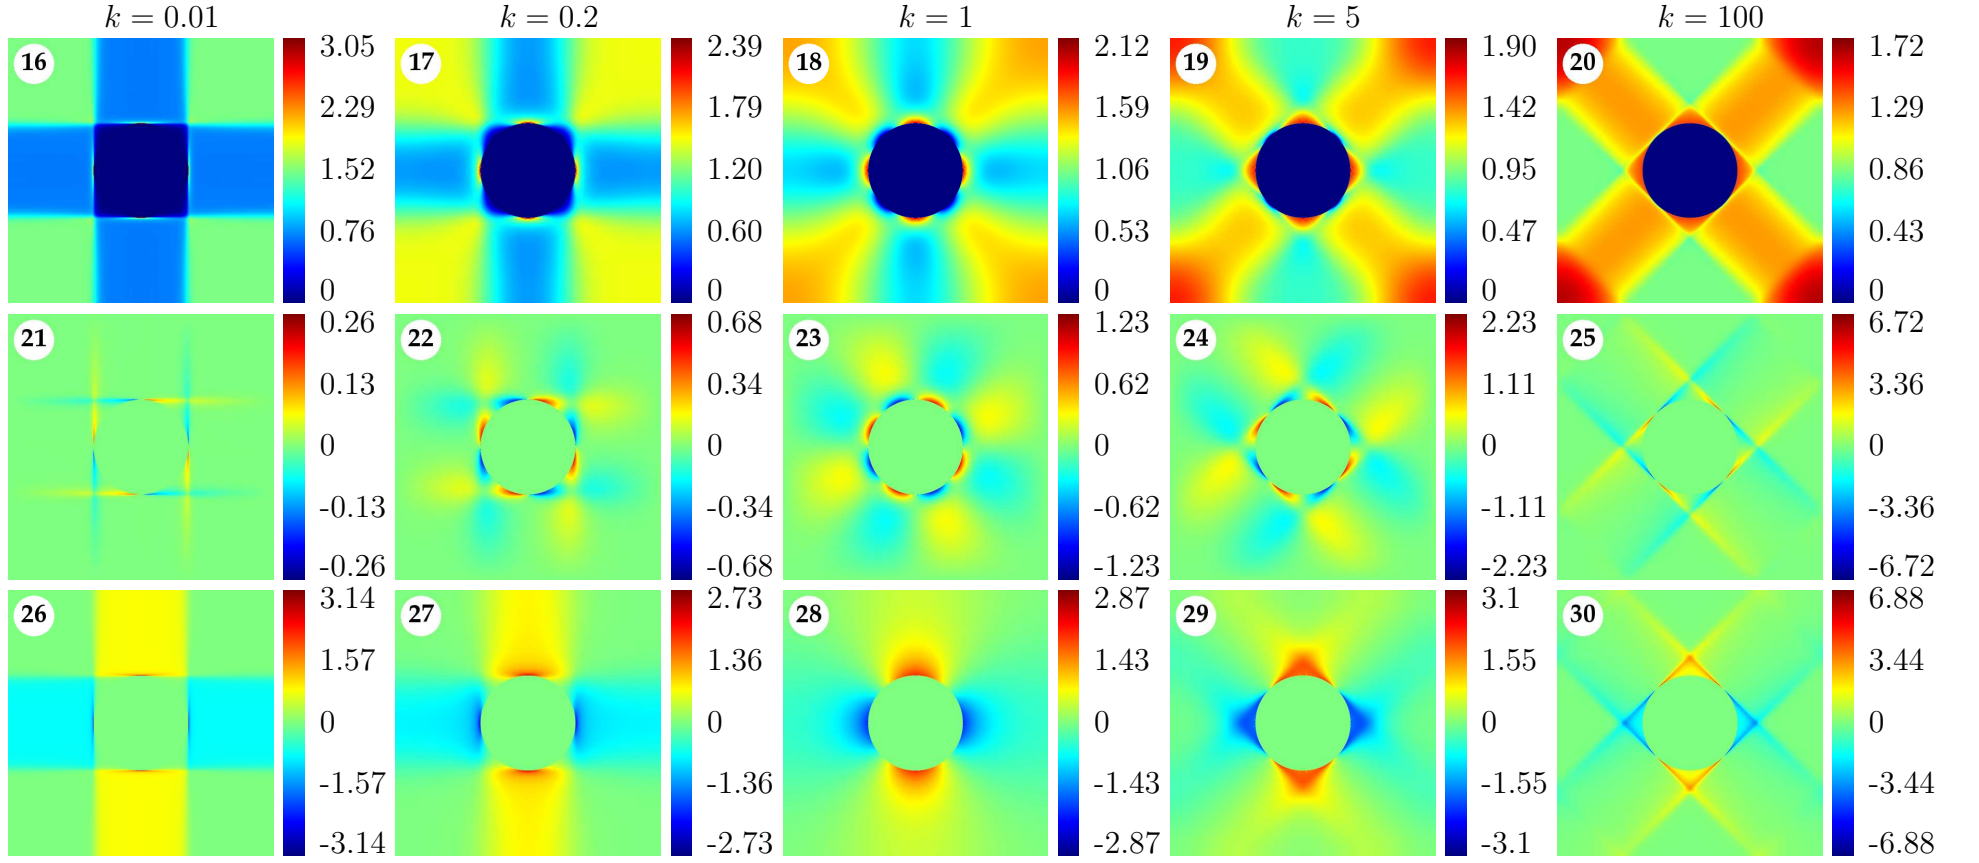 k = 0.01 k = 0.2 k = 1 k = 5 k = 100
16 3.05 17 2.39 18 2.12 19 1.90 20 1.72
2.29 1.79 1.59 1.42 1.29
1.52 1.20 1.06 0.95 0.86
0.76 0.60 0.53 0.47 0.43
0 0 0 0 0
21 0.26 22 0.68 23 1.23 24 2.23 25 6.72
0.13 0.34 0.62 1.11 3.36
0 0 0 0 0
-0.13 -0.34 -0.62 -1.11 -3.36
-0.26 -0.68 -1.23 -2.23 -6.72
26 3.14 27 2.73 28 2.87 29 3.1 30 6.88
1.57 1.36 1.43 1.55 3.44
0 0 0 0 0
-1.57 -1.36 -1.43 -1.55 -3.44
-3.14 -2.73 -2.87 -3.1 -6.88